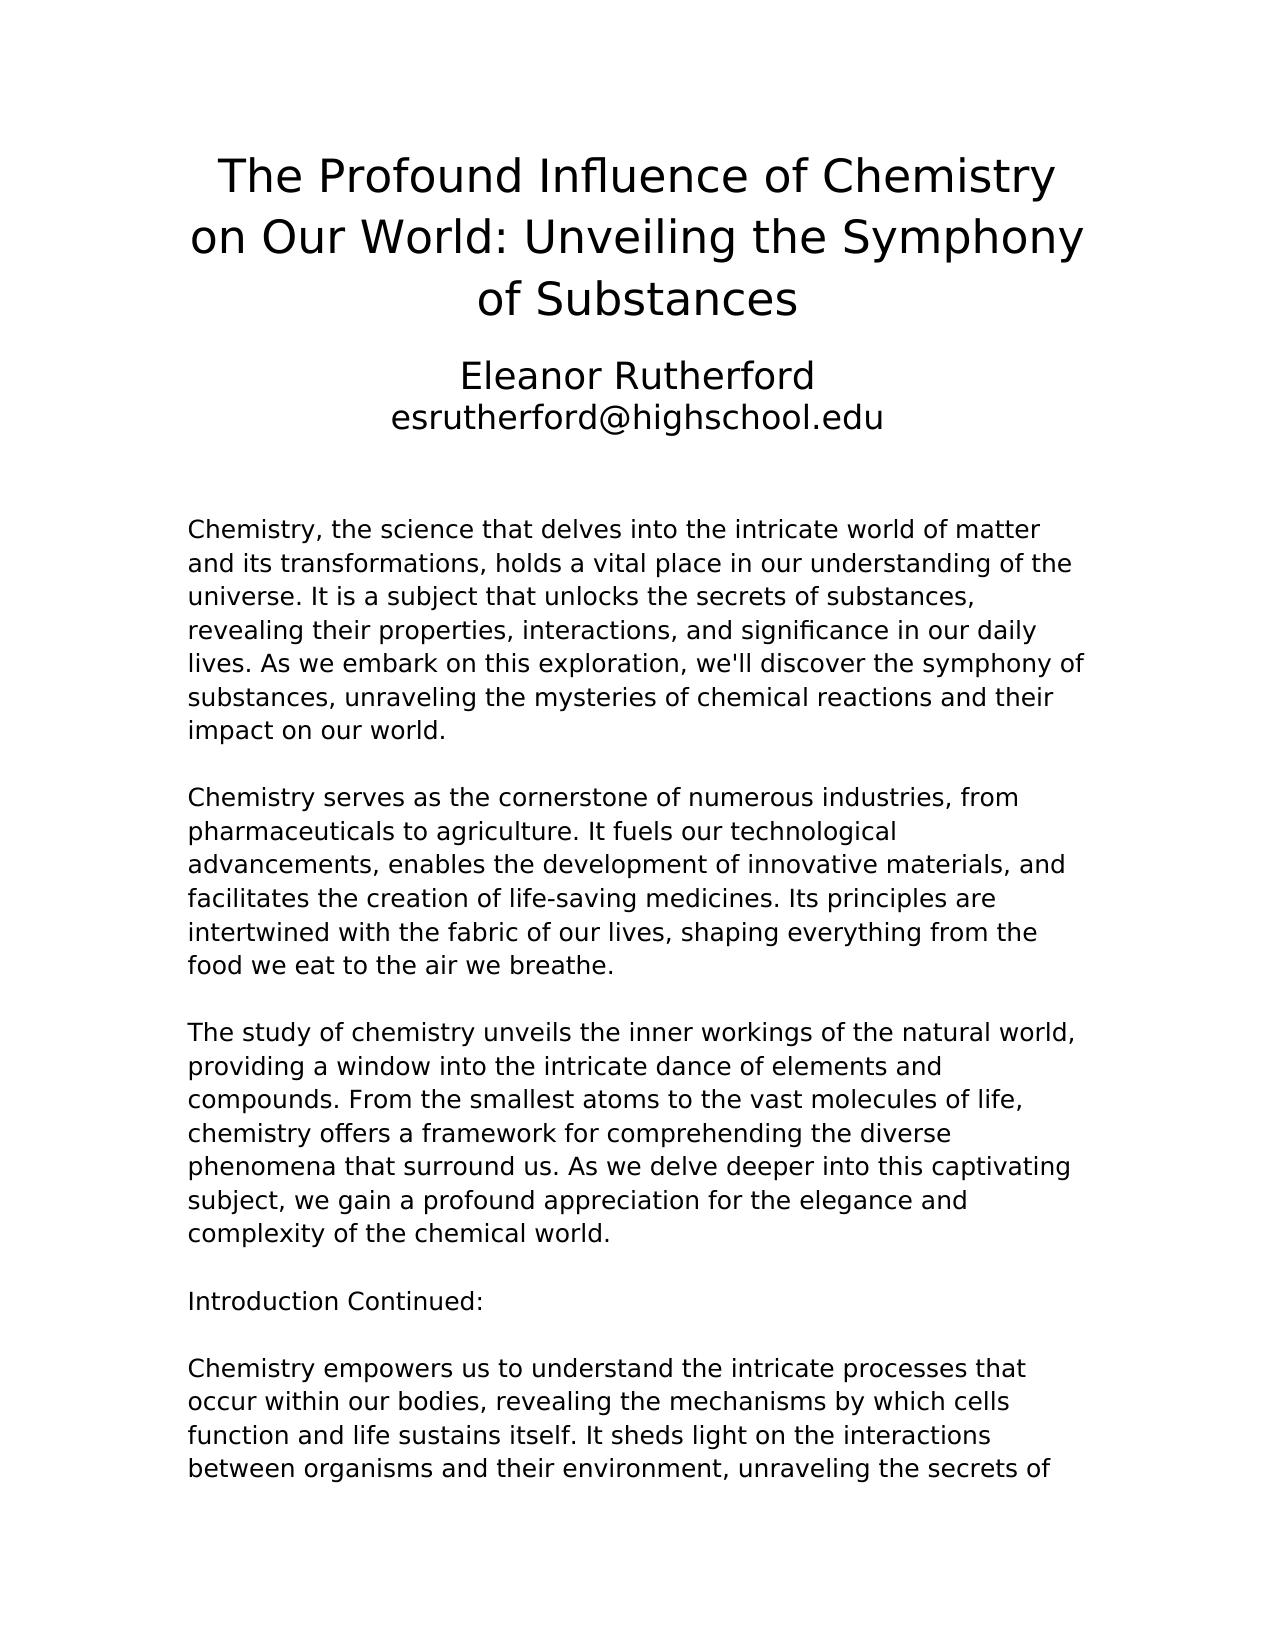 The Profound Influence of Chemistry
on Our World: Unveiling the Symphony
of Substances
Eleanor Rutherford
esrutherford@highschool.edu
Chemistry, the science that delves into the intricate world of matter
and its transformations, holds a vital place in our understanding of the
universe. It is a subject that unlocks the secrets of substances,
revealing their properties, interactions, and significance in our daily
lives. As we embark on this exploration, we'll discover the symphony of
substances, unraveling the mysteries of chemical reactions and their
impact on our world.
Chemistry serves as the cornerstone of numerous industries, from
pharmaceuticals to agriculture. It fuels our technological
advancements, enables the development of innovative materials, and
facilitates the creation of life-saving medicines. Its principles are
intertwined with the fabric of our lives, shaping everything from the
food we eat to the air we breathe.
The study of chemistry unveils the inner workings of the natural world,
providing a window into the intricate dance of elements and
compounds. From the smallest atoms to the vast molecules of life,
chemistry offers a framework for comprehending the diverse
phenomena that surround us. As we delve deeper into this captivating
subject, we gain a profound appreciation for the elegance and
complexity of the chemical world.
Introduction Continued:
Chemistry empowers us to understand the intricate processes that
occur within our bodies, revealing the mechanisms by which cells
function and life sustains itself. It sheds light on the interactions
between organisms and their environment, unraveling the secrets of